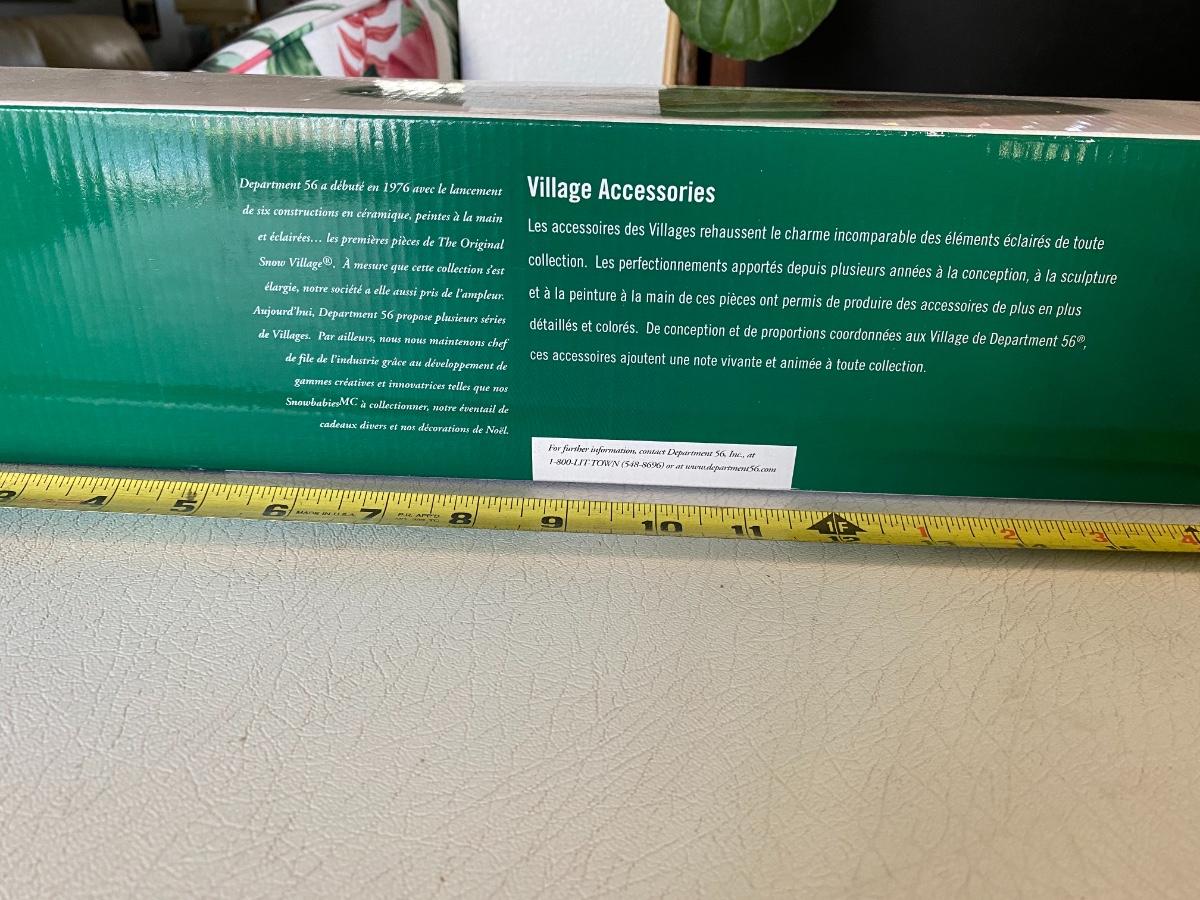 Department 56 a débuté en 1976 avec le lancement
de six constructions en céramique, peintes à la main
et éclairées... les premières pièces de The Original
Snow Village®. À mesure que cette collection s'est
élargie, notre société a elle aussi pris de l'ampleur.
Aujourd'hui, Department 56 propose plusieurs séries
de Villages. Par ailleurs, nous nous maintenons chef
de file de l'industrie grâce au développement de
gammes créatives et innovatrices telles que nos
SnowbabiesMC à collectionner, notre éventail de
cadeaux divers et nos décorations de Noël.
Village Accessories
Les accessoires des Villages rehaussent le charme incomparable des éléments éclairés de toute
collection. Les perfectionnements apportés depuis plusieurs années à la conception, à la sculpture
et à la peinture à la main de ces pièces ont permis de produire des accessoires de plus en plus
détaillés et colorés. De conception et de proportions coordonnées aux Village de Department 56®,
ces accessoires ajoutent une note vivante et animée à toute collection.
For further information, contact Department 56, Inc., at
1-800-LIT-TOWN (548-8696) or at www.department56.com
4 5 6 MADE IN U.S.A. 7 8 9 10 11 1F 1 2 3 4
12